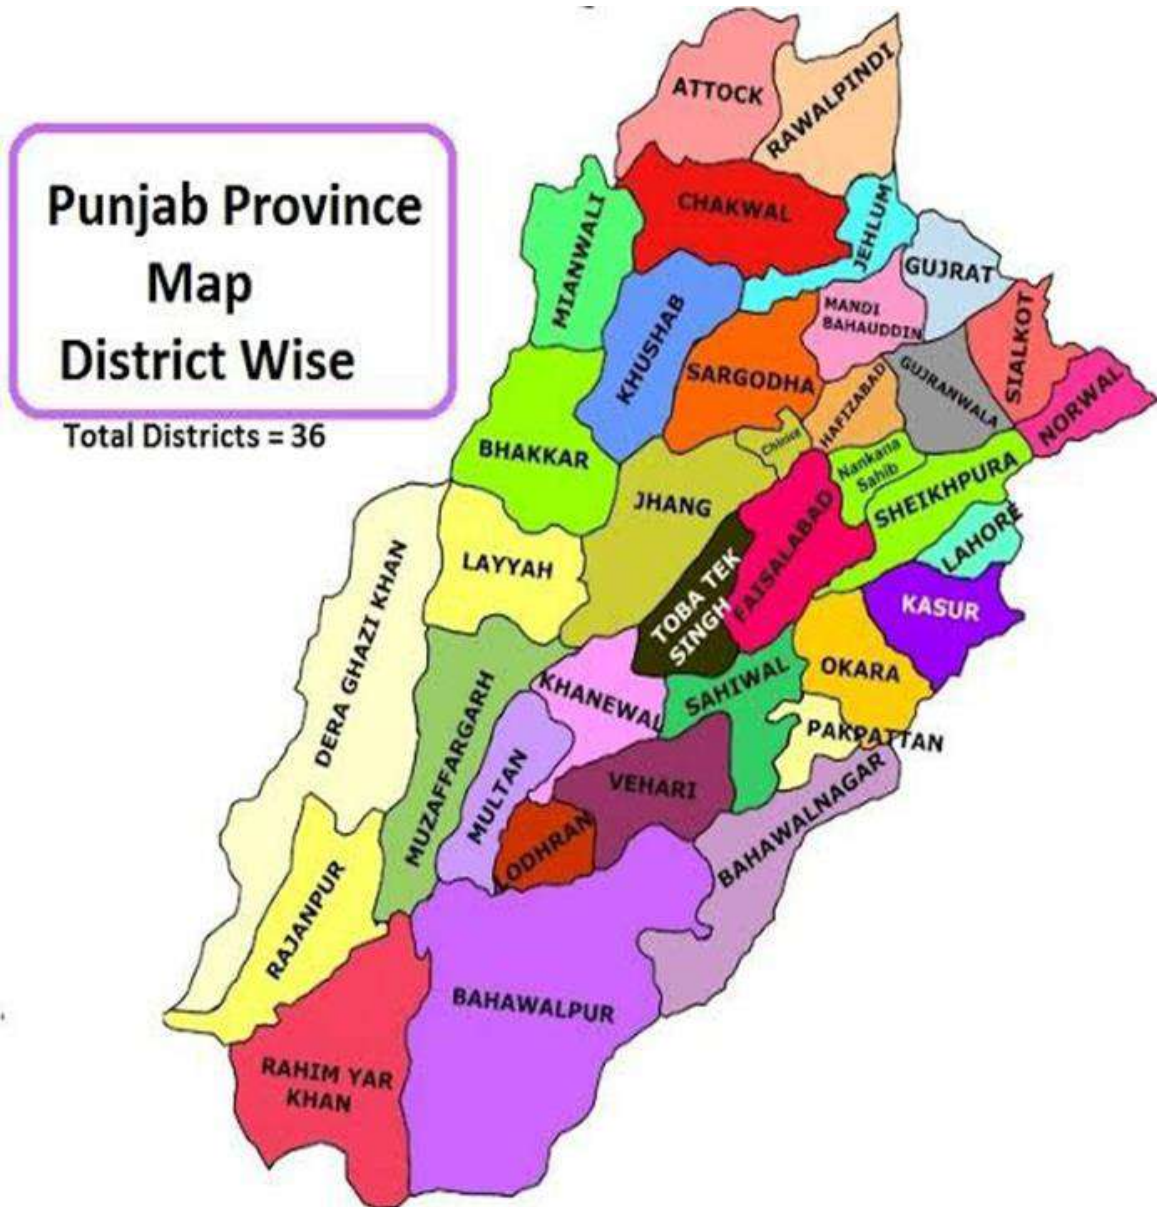 Punjab Province
Map
District Wise
Total Districts = 36
ATTOCK
RAWALPINDI
CHAKWAL
JEHLUM
MIANWALI
GUJRAT
KHUSHAB
MANDI
BAHAUDDIN
SIALKOT
SARGODHA
HAFIZABAD
GUJRANWALA
NORWAL
BHAKKAR
Nankana
Sahib
SHEIKHPURA
JHANG
FAISALABAD
LAHORE
LAYYAH
TOBA TEK
SINGH
KASUR
DERA GHAZI KHAN
OKARA
SAHIWAL
KHANEWAL
MUZAFFARGARH
PAKPATTAN
MULTAN
VEHARI
BAHAWALNAGAR
ODHRAN
RAJANPUR
BAHAWALPUR
RAHIM YAR
KHAN